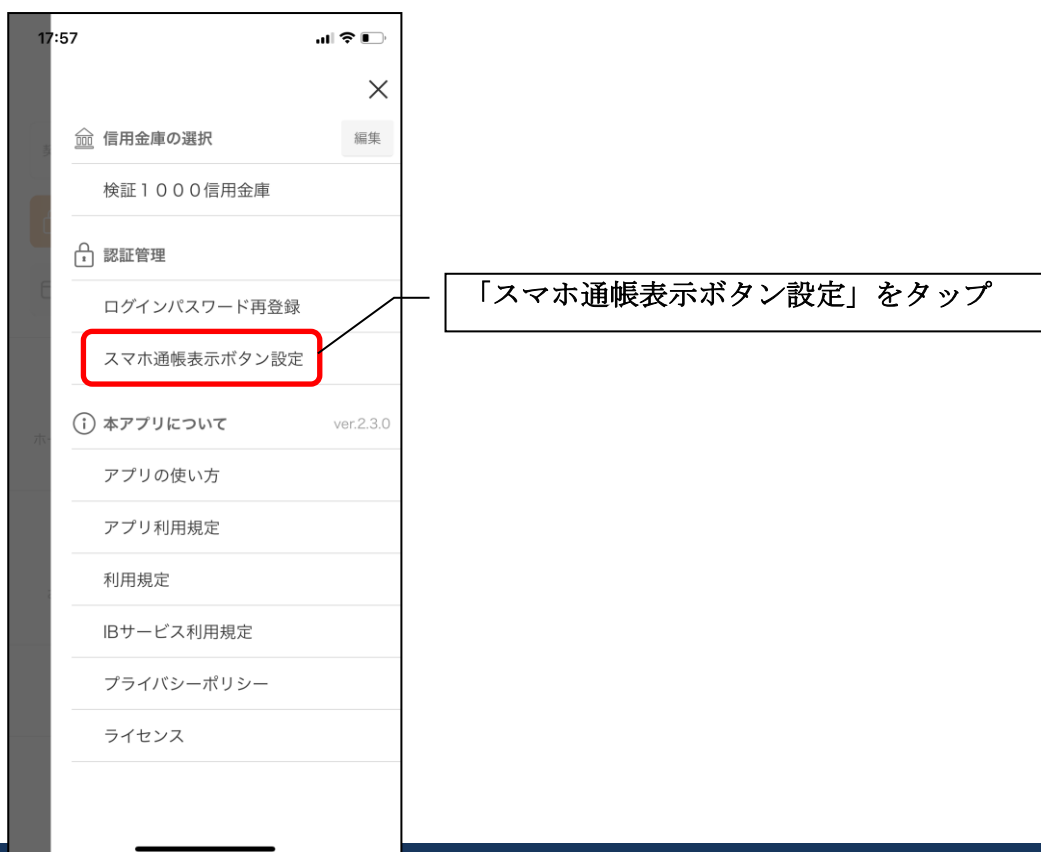 17:57
信用金庫の選択
編集
検証１０００信用金庫
認証管理
ログインパスワード再登録
スマホ通帳表示ボタン設定
「スマホ通帳表示ボタン設定」をタップ
本アプリについて
ver.2.3.0
アプリの使い方
アプリ利用規定
利用規定
IBサービス利用規定
プライバシーポリシー
ライセンス